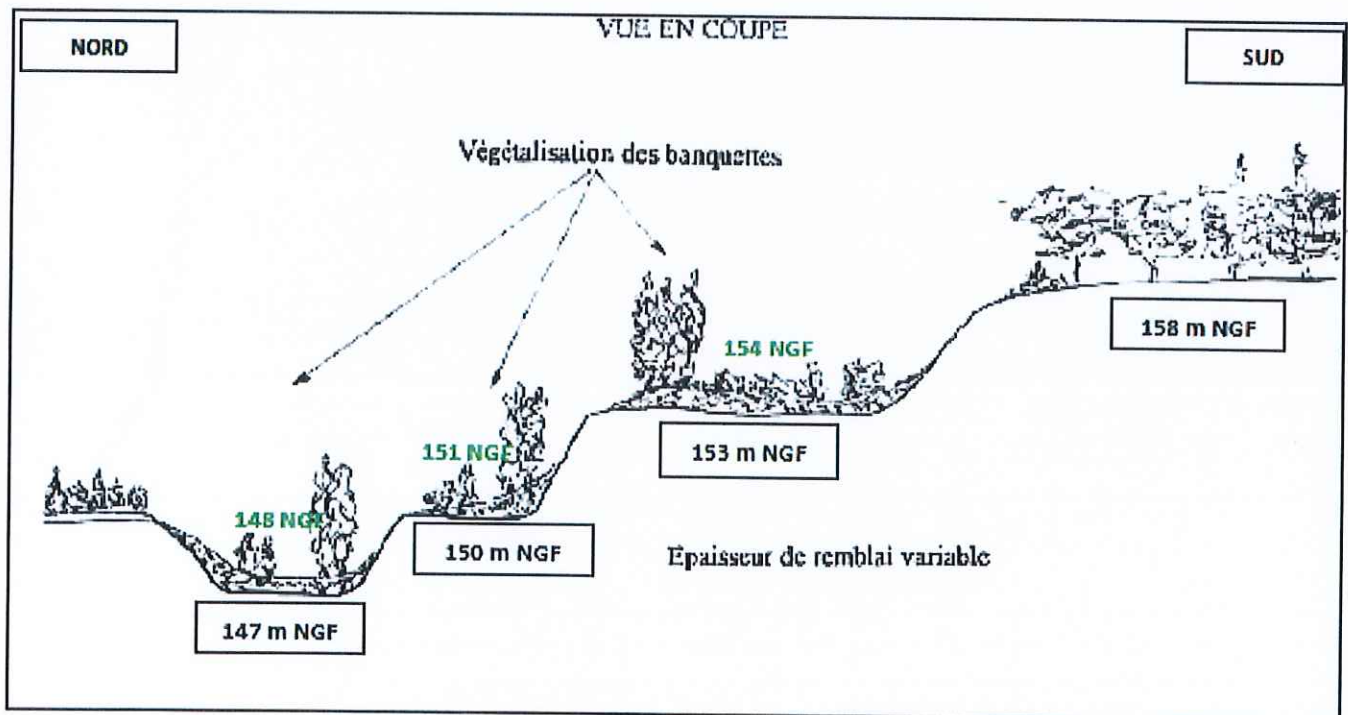 VUE EN COUPE
NORD
SUD
Végétalisation des banquettes
158 m NGF
154 NGF
153 m NGF
151 NGF
150 m NGF
Epaisseur de remblai variable
148 NGF
147 m NGF